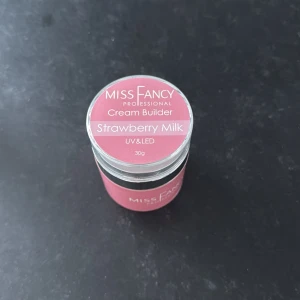 MISS FANCY
PROFESSIONAL
Cream Builder
Strawberry Milk
UV&LED
30g
MISS FANCY